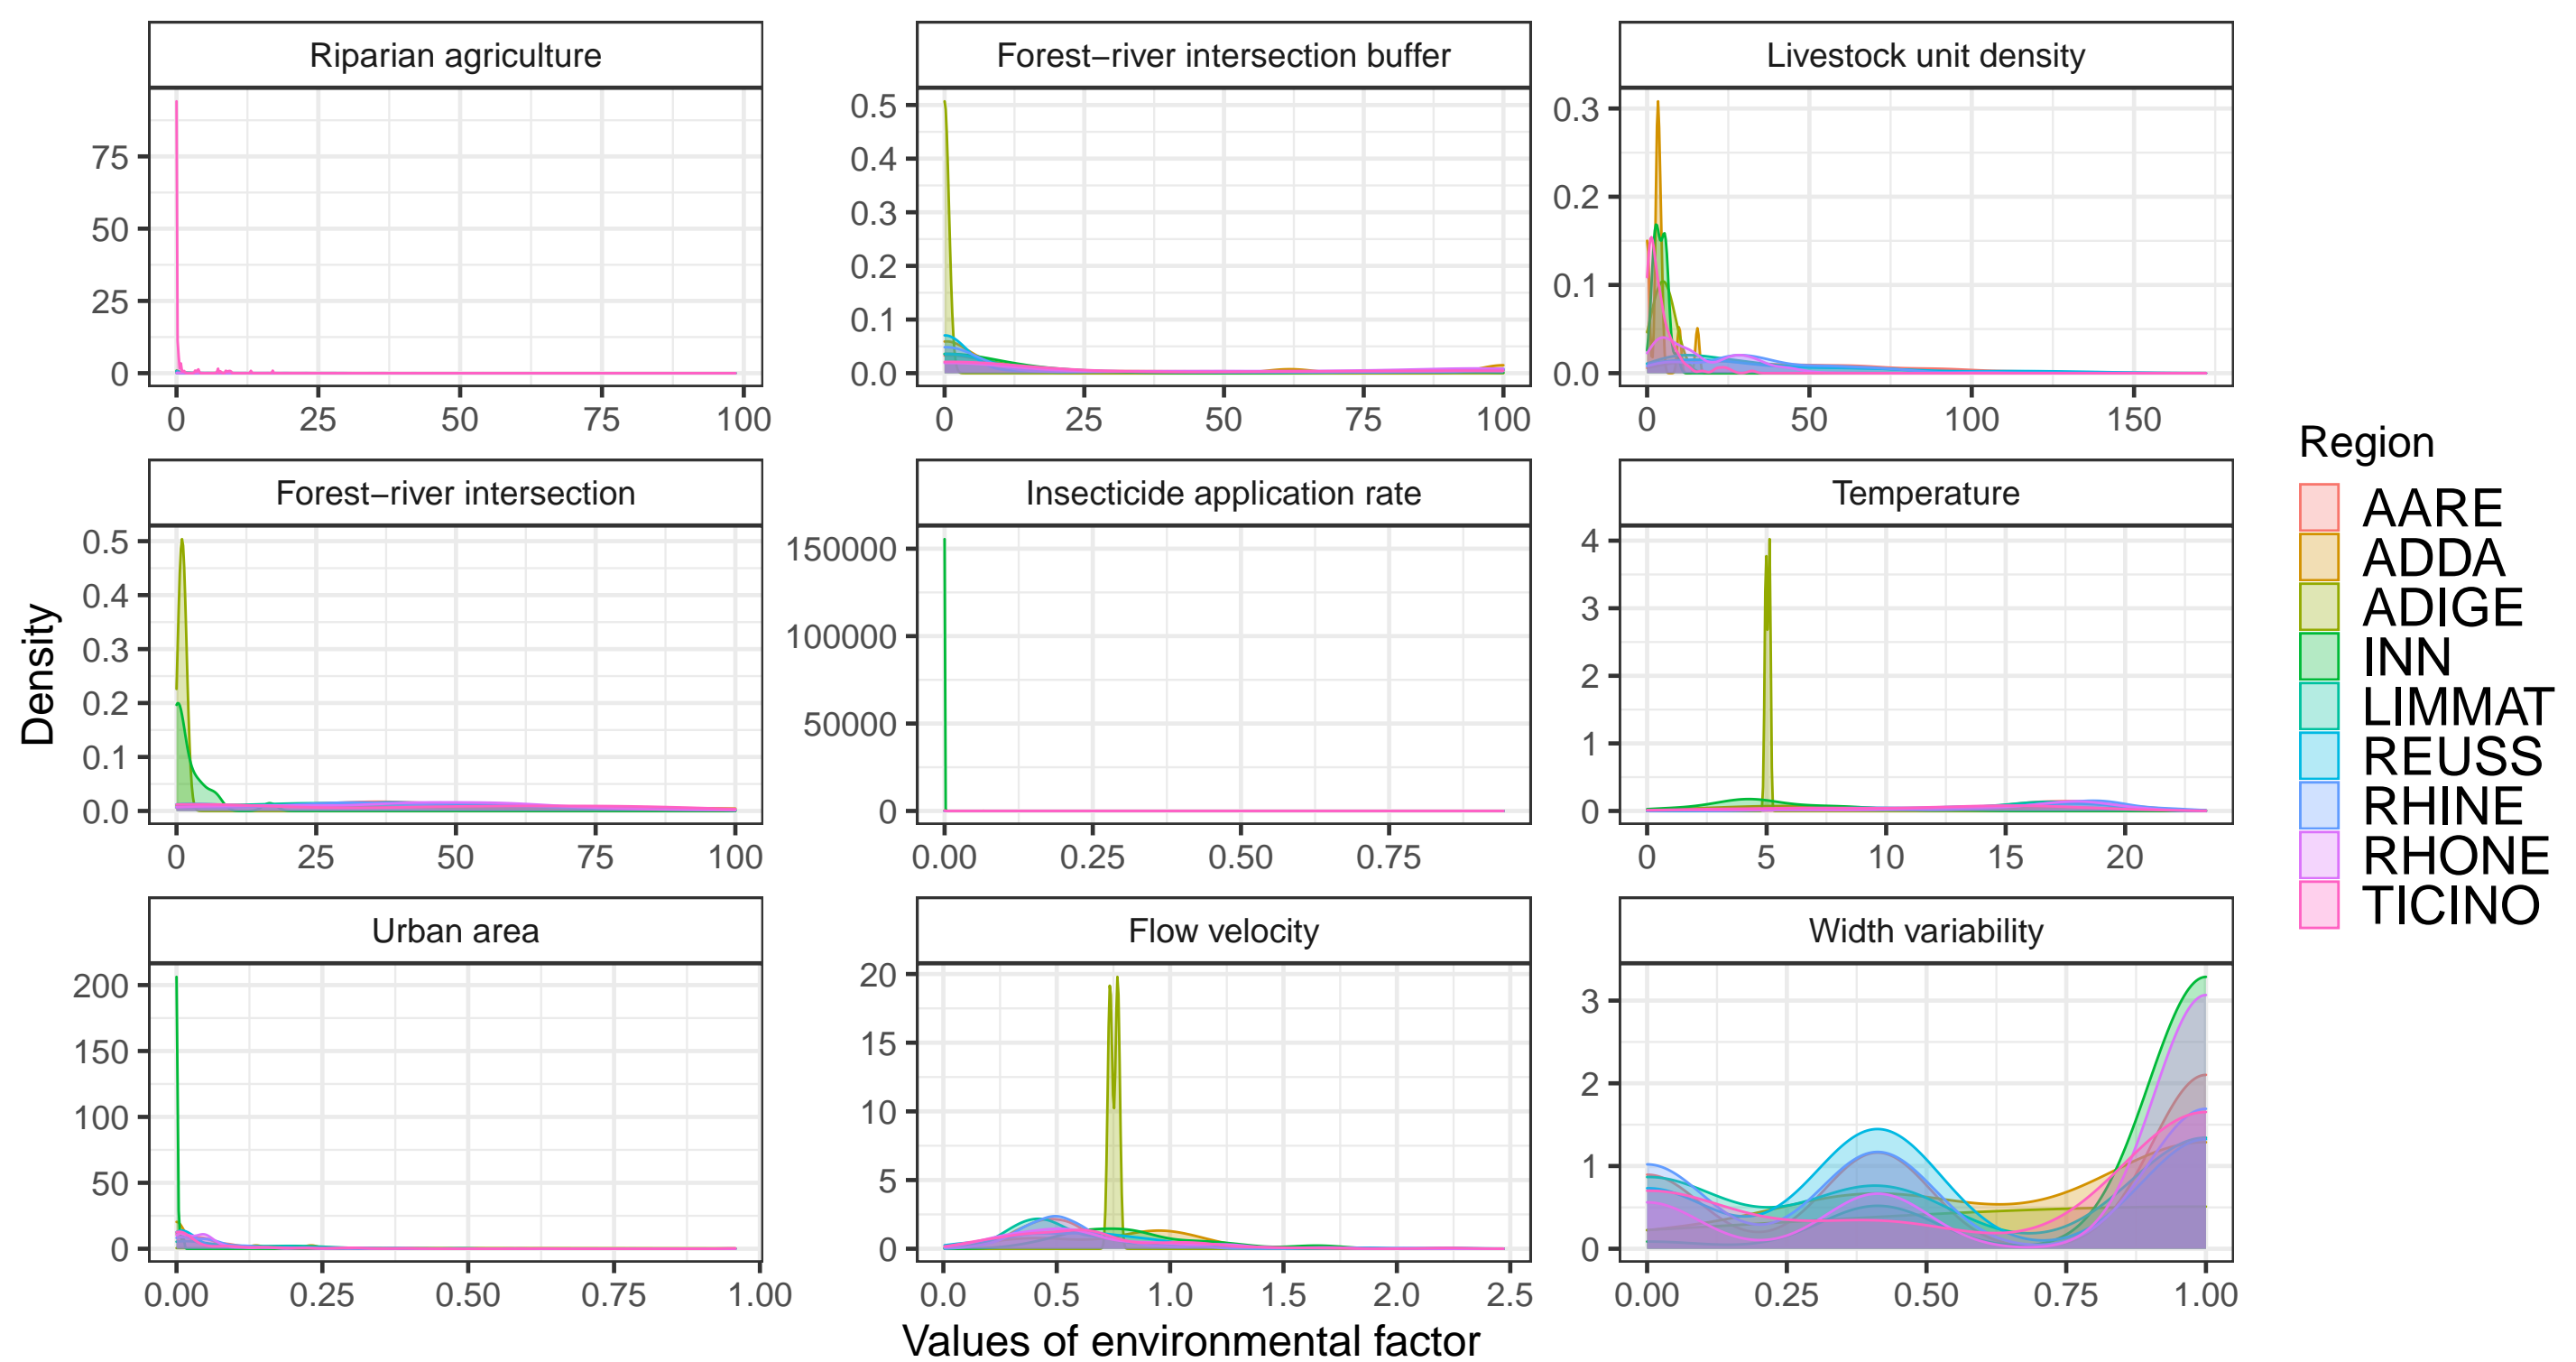 Riparian agriculture
Forest−river intersection buffer
Livestock unit density
75
50
25
0
0 25 50 75 100
0.5
0.4
0.3
0.2
0.1
0.0
0 25 50 75 100
0.3
0.2
0.1
0.0
0 50 100 150
Forest−river intersection
Insecticide application rate
Temperature
0.5
0.4
0.3
0.2
0.1
0.0
0 25 50 75 100
150000
100000
50000
0
0.00 0.25 0.50 0.75
4
3
2
1
0
0 5 10 15 20
Urban area
Flow velocity
Width variability
200
150
100
50
0
0.00 0.25 0.50 0.75 1.00
20
15
10
5
0
0.0 0.5 1.0 1.5 2.0 2.5
3
2
1
0
0.00 0.25 0.50 0.75 1.00
Density
Values of environmental factor
Region
AARE
ADDA
ADIGE
INN
LIMMAT
REUSS
RHINE
RHONE
TICINO